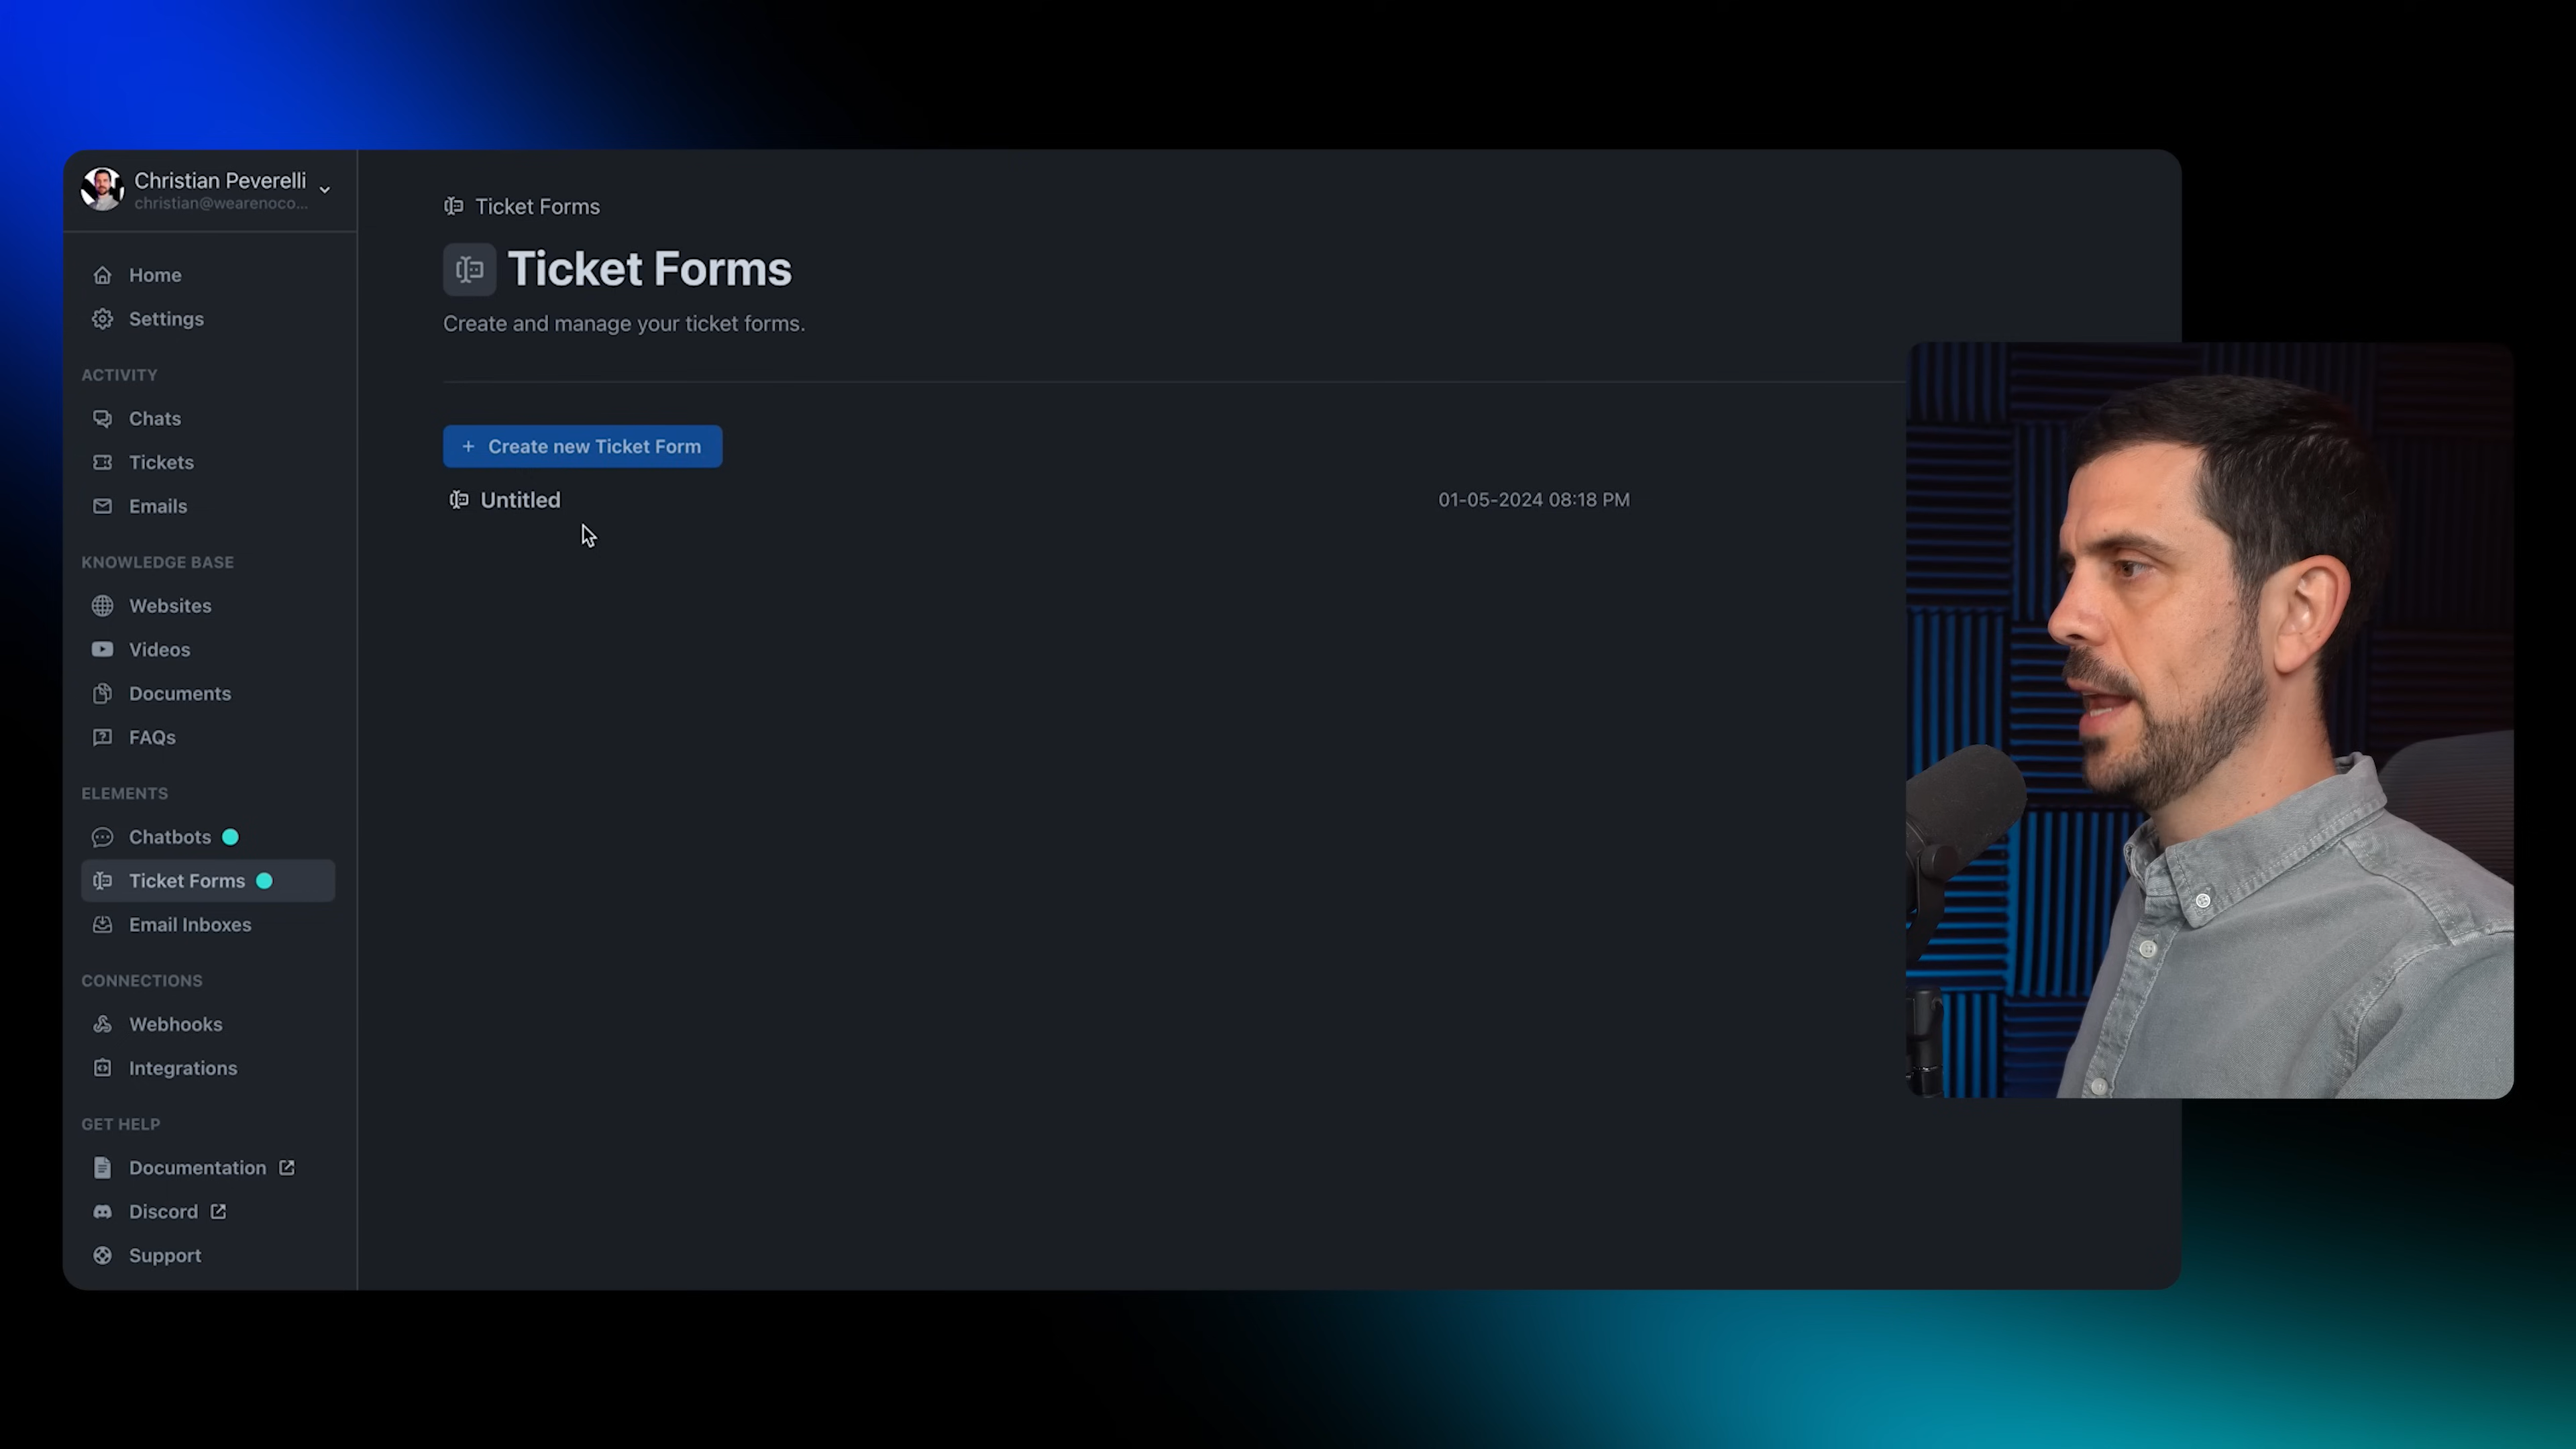 Christian Peverelli
christian@wearenoco...
Home
Settings
ACTIVITY
Chats
Tickets
Emails
KNOWLEDGE BASE
Websites
Videos
Documents
FAQs
ELEMENTS
Chatbots
Ticket Forms
Email Inboxes
CONNECTIONS
Webhooks
Integrations
GET HELP
Documentation
Discord
Support
Ticket Forms
Ticket Forms
Create and manage your ticket forms.
+ Create new Ticket Form
Untitled 01-05-2024 08:18 PM